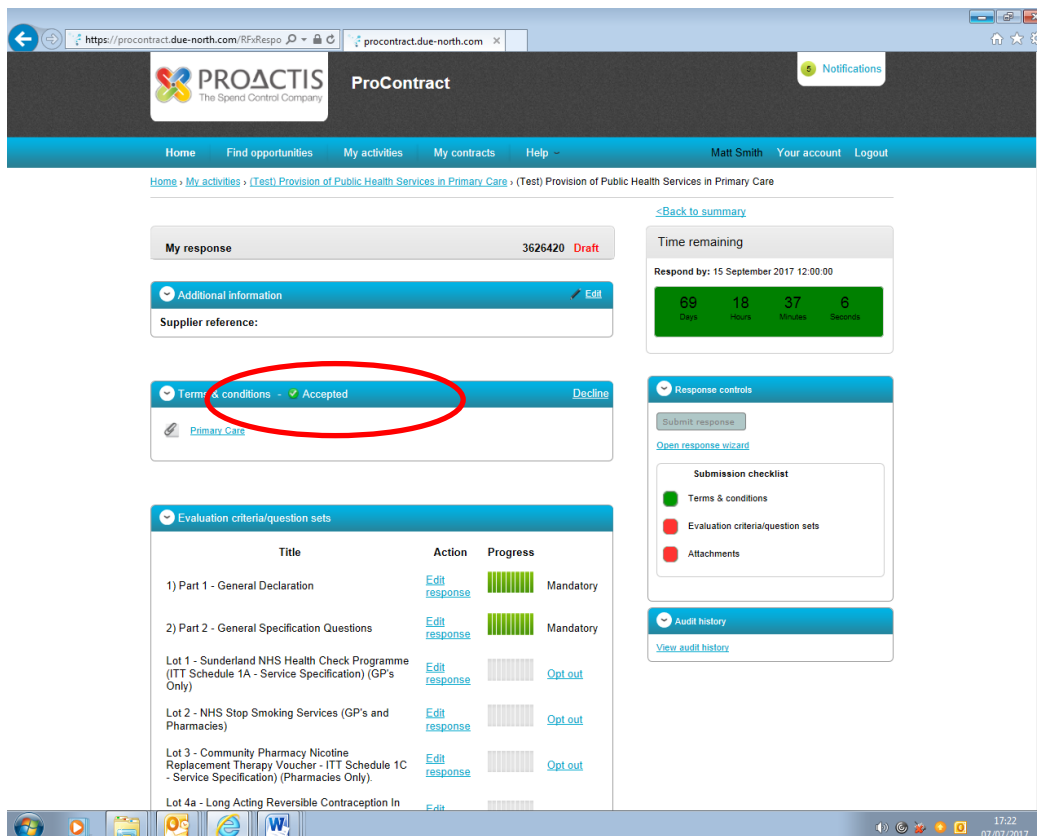 https://procontract.due-north.com/RFxRespo
procontract.due-north.com
PROACTIS
The Spend Control Company
ProContract
5 Notifications
Home Find opportunities My activities My contracts Help
Matt Smith Your account Logout
Home › My activities › (Test) Provision of Public Health Services in Primary Care › (Test) Provision of Public Health Services in Primary Care
<Back to summary
My response 3626420 Draft
Time remaining
Respond by: 15 September 2017 12:00:00
69 18 37 6
Days Hours Minutes Seconds
Additional information Edit
Supplier reference:
Terms & conditions - Accepted Decline
Primary Care
Response controls
Submit response
Open response wizard
Submission checklist
Terms & conditions
Evaluation criteria/question sets
Attachments
Evaluation criteria/question sets
Title Action Progress
1) Part 1 - General Declaration Edit response Mandatory
2) Part 2 - General Specification Questions Edit response Mandatory
Audit history
View audit history
Lot 1 - Sunderland NHS Health Check Programme
(ITT Schedule 1A - Service Specification) (GP's
Only)
Edit response Opt out
Lot 2 - NHS Stop Smoking Services (GP's and
Pharmacies)
Edit response Opt out
Lot 3 - Community Pharmacy Nicotine
Replacement Therapy Voucher - ITT Schedule 1C
- Service Specification) (Pharmacies Only).
Edit response Opt out
Lot 4a - Long Acting Reversible Contraception In
Edit
17:22
07/07/2017